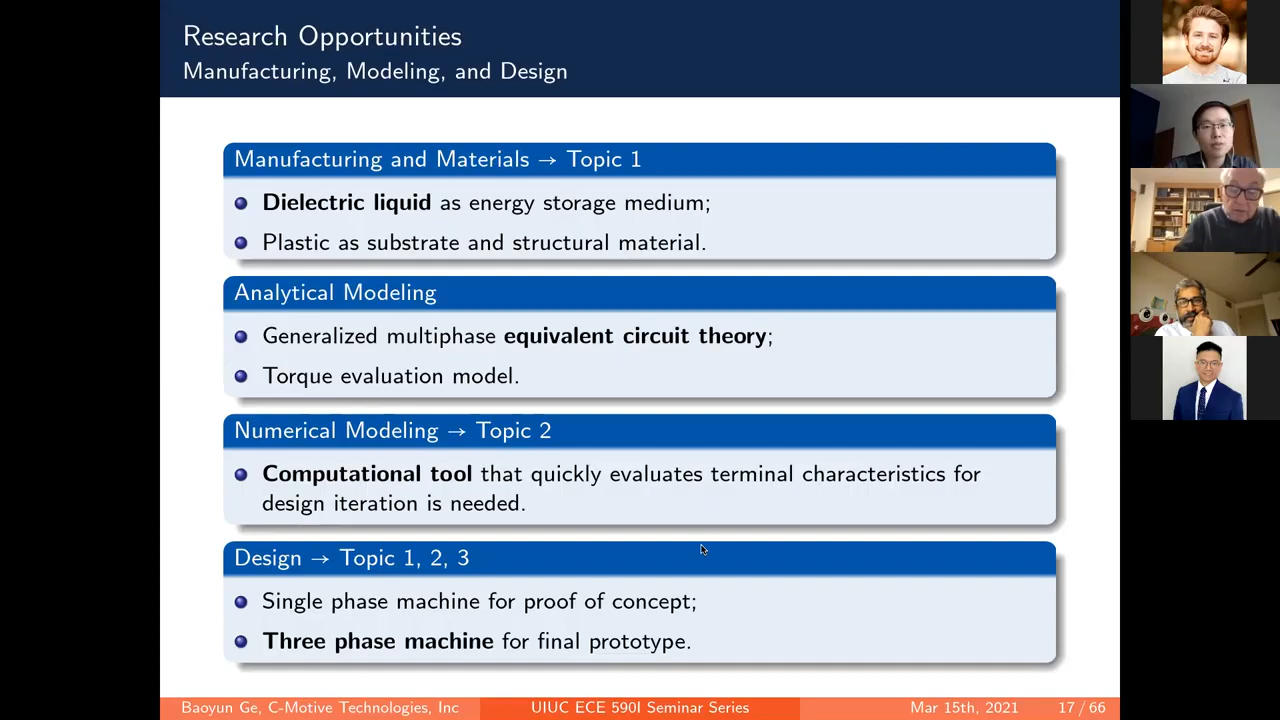 Research Opportunities
Manufacturing, Modeling, and Design
Manufacturing and Materials → Topic 1
Dielectric liquid as energy storage medium;
Plastic as substrate and structural material.
Analytical Modeling
Generalized multiphase equivalent circuit theory;
Torque evaluation model.
Numerical Modeling → Topic 2
Computational tool that quickly evaluates terminal characteristics for
design iteration is needed.
Design → Topic 1, 2, 3
Single phase machine for proof of concept;
Three phase machine for final prototype.
Baoyun Ge, C-Motive Technologies, Inc
UIUC ECE 590I Seminar Series
Mar 15th, 2021
17 / 66